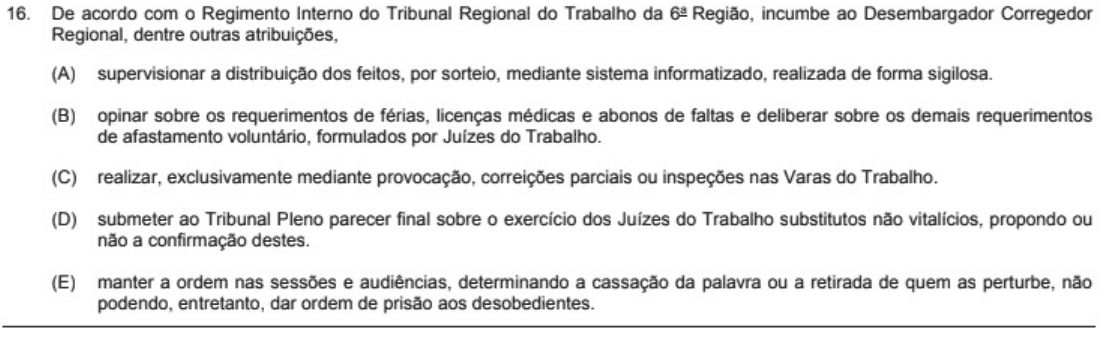 16. De acordo com o Regimento Interno do Tribunal Regional do Trabalho da 6ª Região, incumbe ao Desembargador Corregedor
Regional, dentre outras atribuições,
(A) supervisionar a distribuição dos feitos, por sorteio, mediante sistema informatizado, realizada de forma sigilosa.
(B) opinar sobre os requerimentos de férias, licenças médicas e abonos de faltas e deliberar sobre os demais requerimentos
de afastamento voluntário, formulados por Juízes do Trabalho.
(C) realizar, exclusivamente mediante provocação, correições parciais ou inspeções nas Varas do Trabalho.
(D) submeter ao Tribunal Pleno parecer final sobre o exercício dos Juízes do Trabalho substitutos não vitalícios, propondo ou
não a confirmação destes.
(E) manter a ordem nas sessões e audiências, determinando a cassação da palavra ou a retirada de quem as perturbe, não
podendo, entretanto, dar ordem de prisão aos desobedientes.